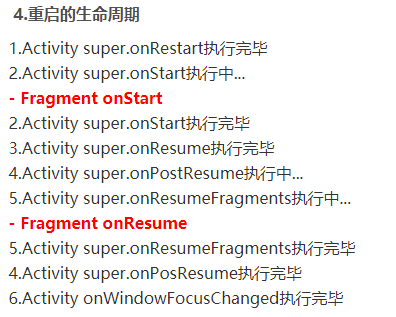 4.重启的生命周期
1.Activity super.onRestart执行完毕
2.Activity super.onStart执行中...
- Fragment onStart
2.Activity super.onStart执行完毕
3.Activity super.onResume执行完毕
4.Activity super.onPostResume执行中...
5.Activity super.onResumeFragments执行中...
- Fragment onResume
5.Activity super.onResumeFragments执行完毕
4.Activity super.onPosResume执行完毕
6.Activity onWindowFocusChanged执行完毕